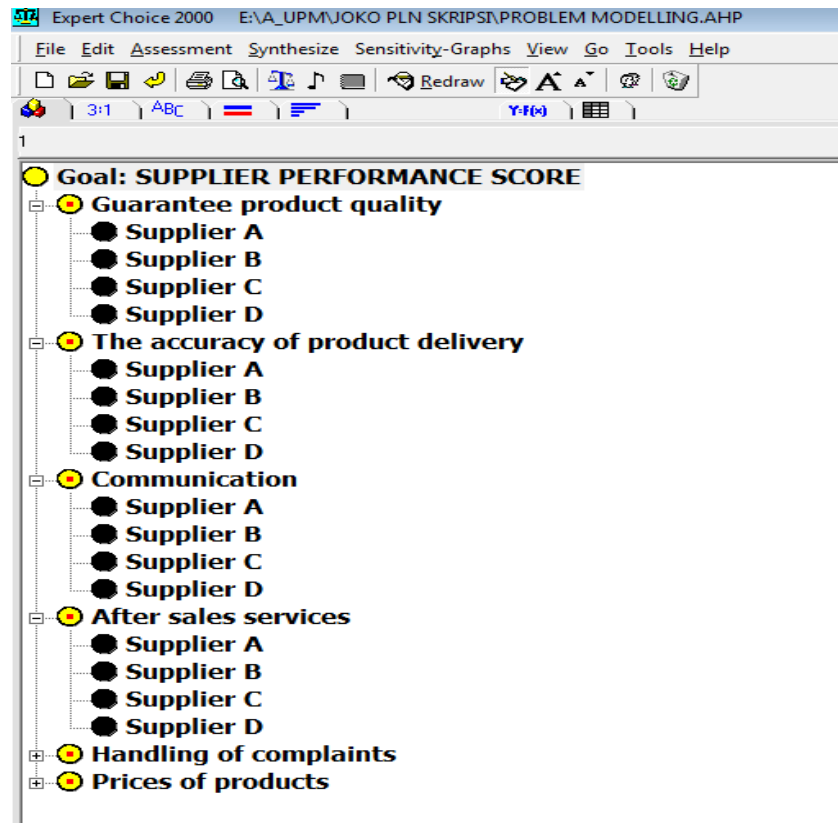 Expert Choice 2000 E:\A_UPM\JOKO PLN SKRIPSI\PROBLEM MODELLING.AHP
File Edit Assessment Synthesize Sensitivity-Graphs View Go Tools Help
Redraw A A
3:1 ABC Y=F(x)
1
Goal: SUPPLIER PERFORMANCE SCORE
Guarantee product quality
Supplier A
Supplier B
Supplier C
Supplier D
The accuracy of product delivery
Supplier A
Supplier B
Supplier C
Supplier D
Communication
Supplier A
Supplier B
Supplier C
Supplier D
After sales services
Supplier A
Supplier B
Supplier C
Supplier D
Handling of complaints
Prices of products